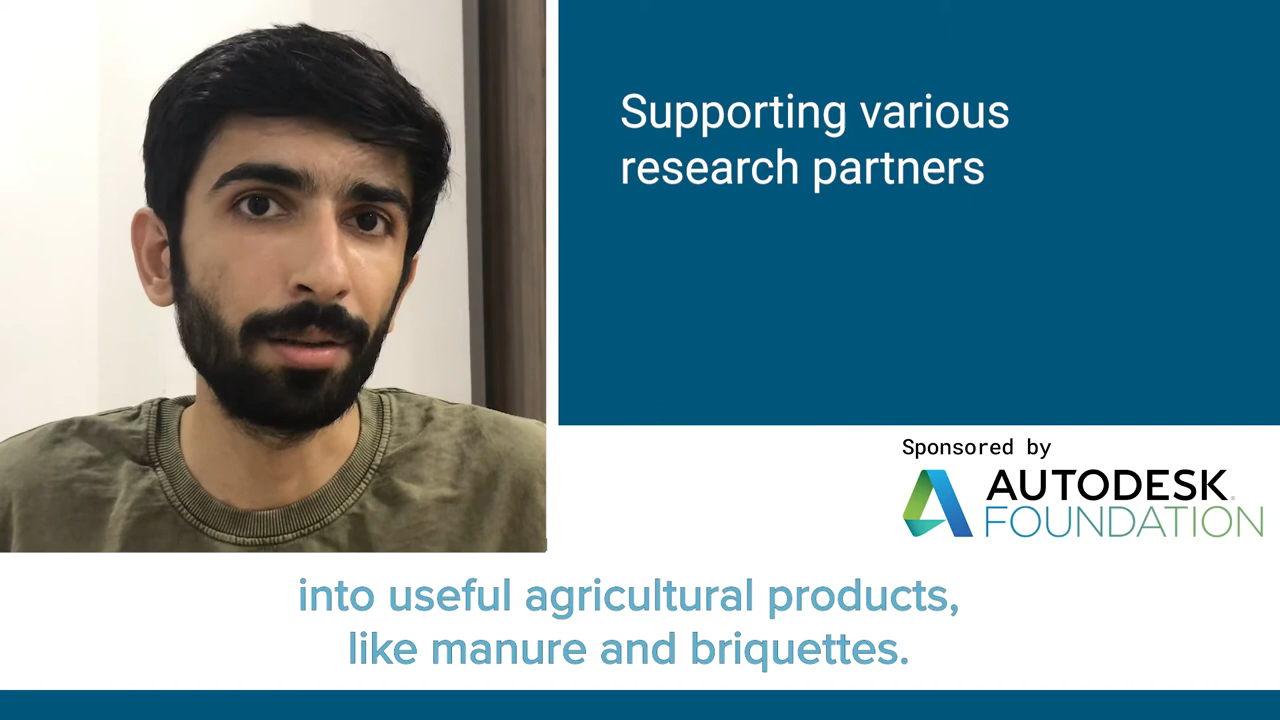 Supporting various
research partners
Sponsored by
AUTODESK
FOUNDATION
into useful agricultural products,
like manure and briquettes.